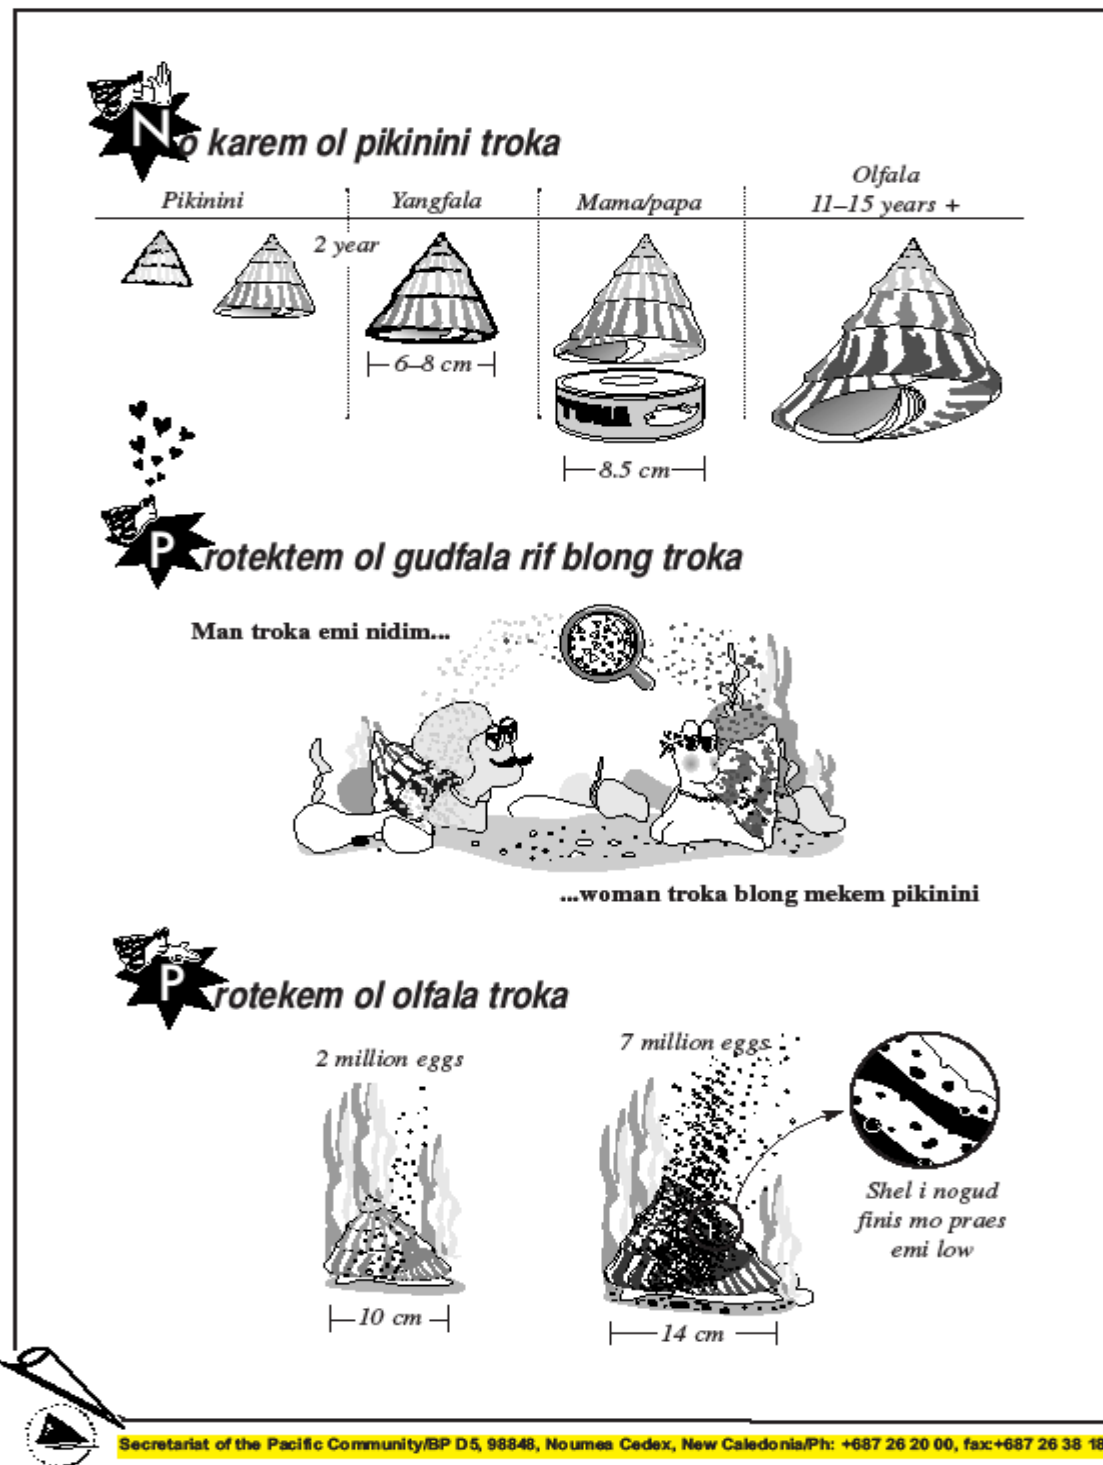 No karem ol pikinini troka
Pikinini
Yangfala
Mama/papa
Olfala
11–15 years +
2 year
6–8 cm
TUNA
8.5 cm
Protektem ol gudfala rif blong troka
Man troka emi nidim...
...woman troka blong mekem pikinini
Protekem ol olfala troka
2 million eggs
7 million eggs
Shel i nogud
finis mo praes
emi low
10 cm
14 cm
Secretariat of the Pacific Community/BP D5, 98848, Noumea Cedex, New Caledonia/Ph: +687 26 20 00, fax:+687 26 38 18